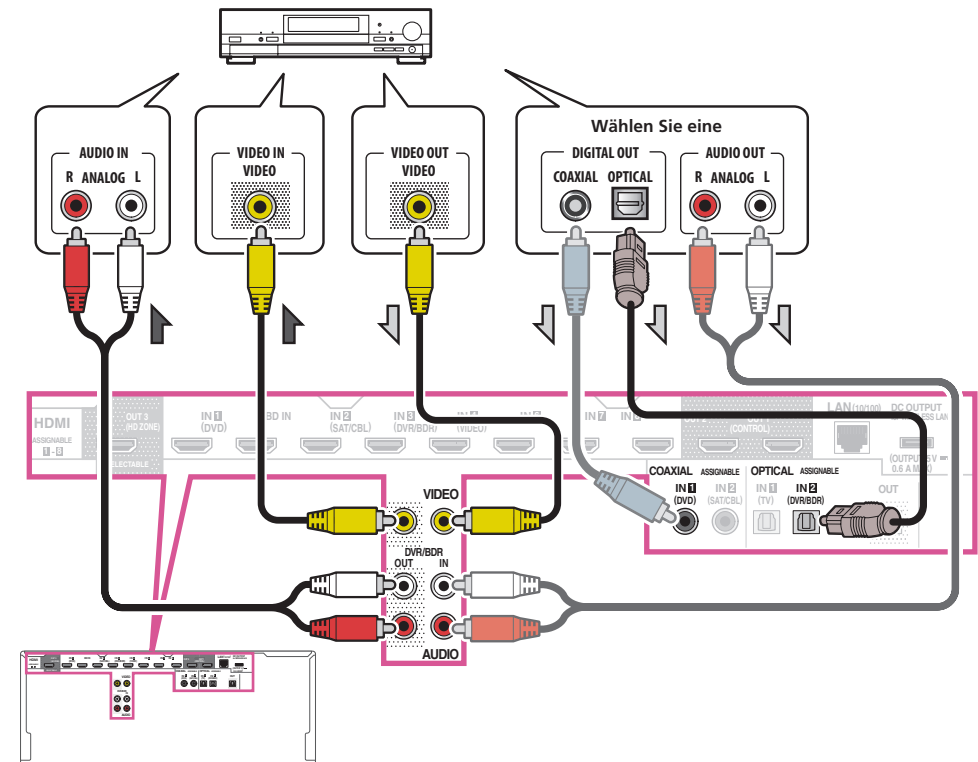 Wählen Sie eine
AUDIO IN
R ANALOG L
VIDEO IN
VIDEO
VIDEO OUT
VIDEO
DIGITAL OUT
COAXIAL OPTICAL
AUDIO OUT
R ANALOG L
HDMI
ASSIGNABLE
1-8
OUT 3
(HD ZONE)
SELECTABLE
IN 1
(DVD)
BD IN
IN 2
(SAT/CBL)
IN 3
(DVR/BDR)
(VIDEO)
IN 7
IN
(CONTROL)
LAN (10/100)
DC OUTPUT
(OUTPUT 5 V
0.6 A MAX)
COAXIAL ASSIGNABLE
IN 1
(DVD)
IN 2
(SAT/CBL)
OPTICAL ASSIGNABLE
IN 1
(TV)
IN 2
(DVR/BDR)
OUT
VIDEO
DVR/BDR
OUT IN
AUDIO